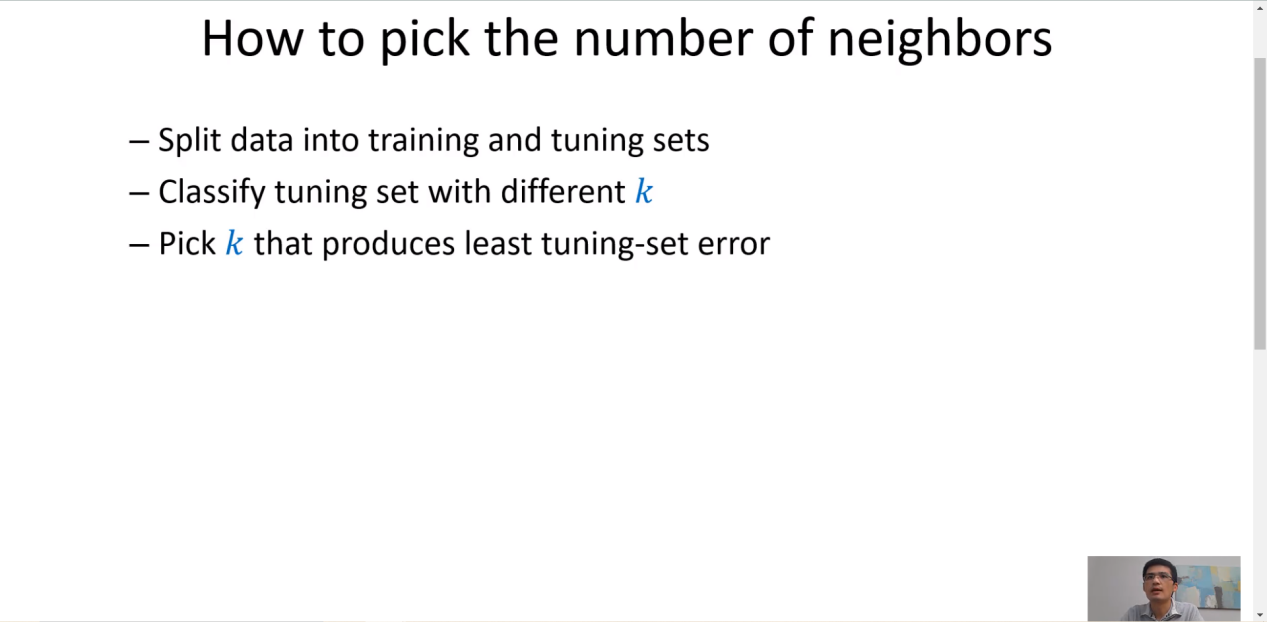 How to pick the number of neighbors
– Split data into training and tuning sets
– Classify tuning set with different k
– Pick k that produces least tuning-set error